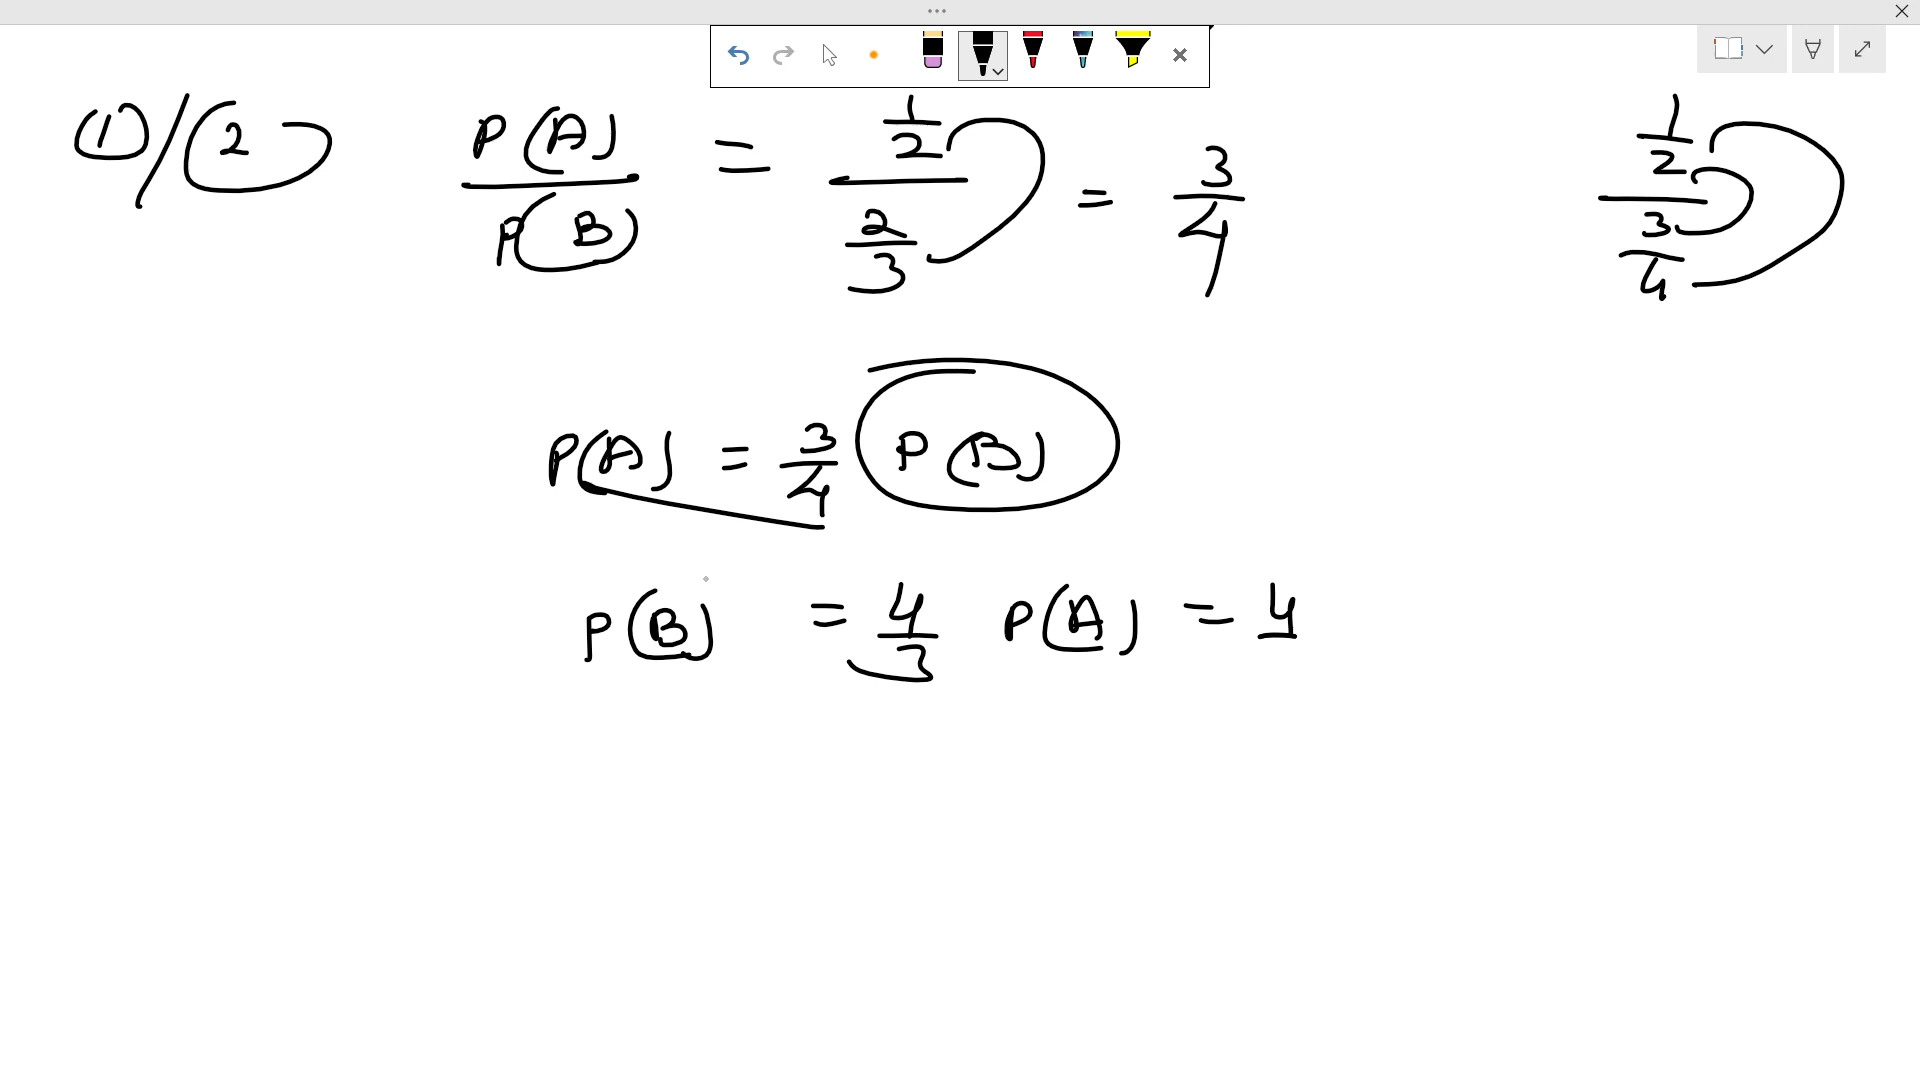 ①/② P(A)/P(B) = (1/2)/(2/3) = 3/4 (1/2)/(3/4)
P(A) = 3/4 P(B)
P(B) = 4/3 P(A) = 4